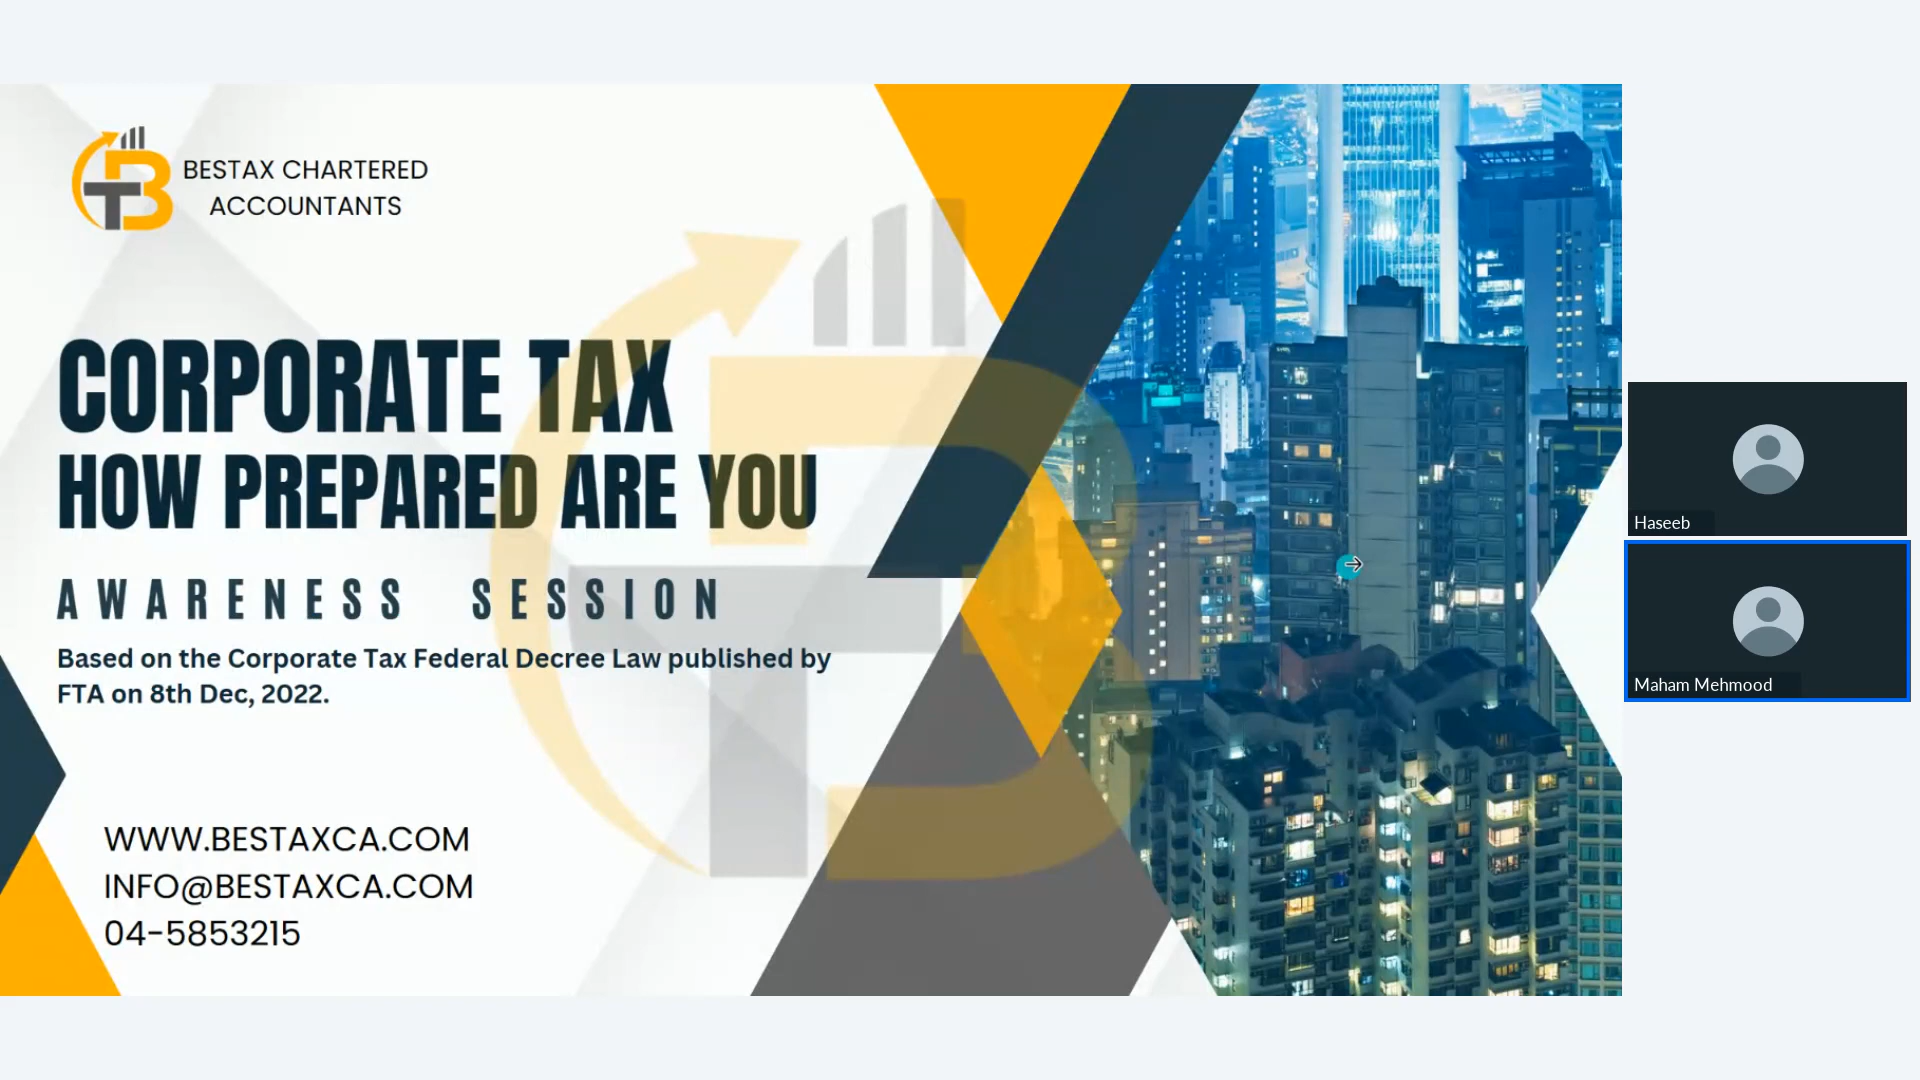 BESTAX CHARTERED
ACCOUNTANTS
CORPORATE TAX
HOW PREPARED ARE YOU
AWARENESS SESSION
Based on the Corporate Tax Federal Decree Law published by
FTA on 8th Dec, 2022.
WWW.BESTAXCA.COM
INFO@BESTAXCA.COM
04-5853215
Haseeb
Maham Mehmood